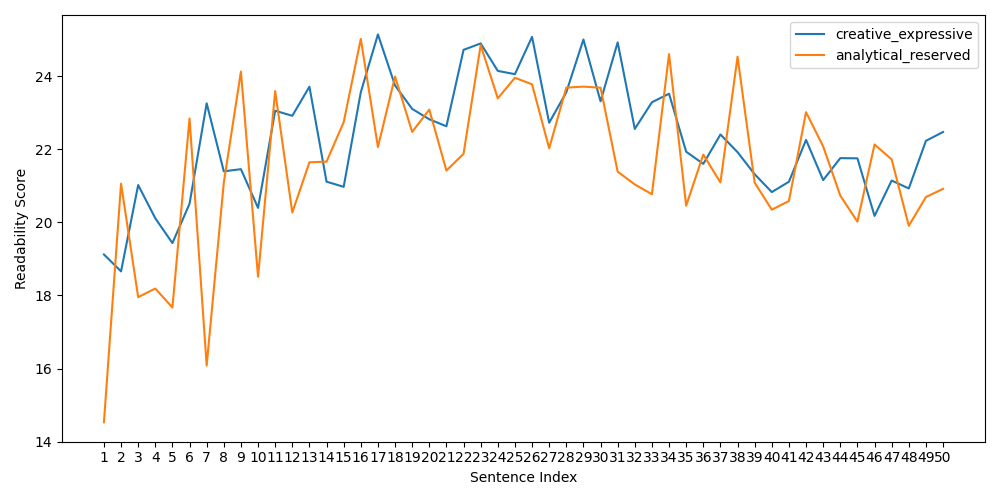 creative_expressive
analytical_reserved
24
22
20
18
16
14
Readability Score
1 2 3 4 5 6 7 8 9 10 11 12 13 14 15 16 17 18 19 20 21 22 23 24 25 26 27 28 29 30 31 32 33 34 35 36 37 38 39 40 41 42 43 44 45 46 47 48 49 50
Sentence Index